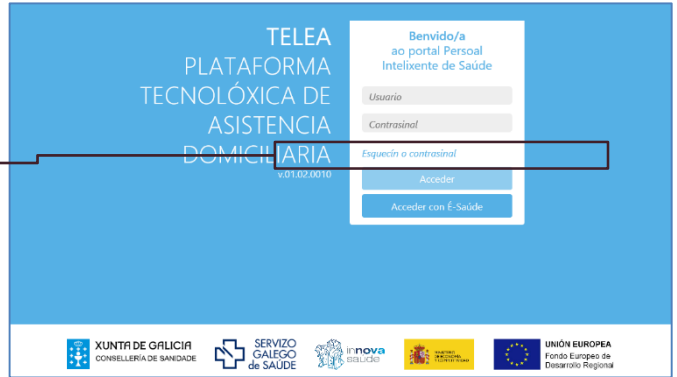 TELEA
PLATAFORMA
TECNOLÓXICA DE
ASISTENCIA
DOMICILIARIA
v.01.02.0010
Benvido/a
ao portal Persoal
Intelixente de Saúde
Usuario
Contrasinal
Esquecín o contrasinal
Acceder
Acceder con É-Saúde
XUNTA DE GALICIA
CONSELLERÍA DE SANIDADE
SERVIZO
GALEGO
de SAÚDE
innova
saúde
UNIÓN EUROPEA
Fondo Europeo de
Desarrollo Regional